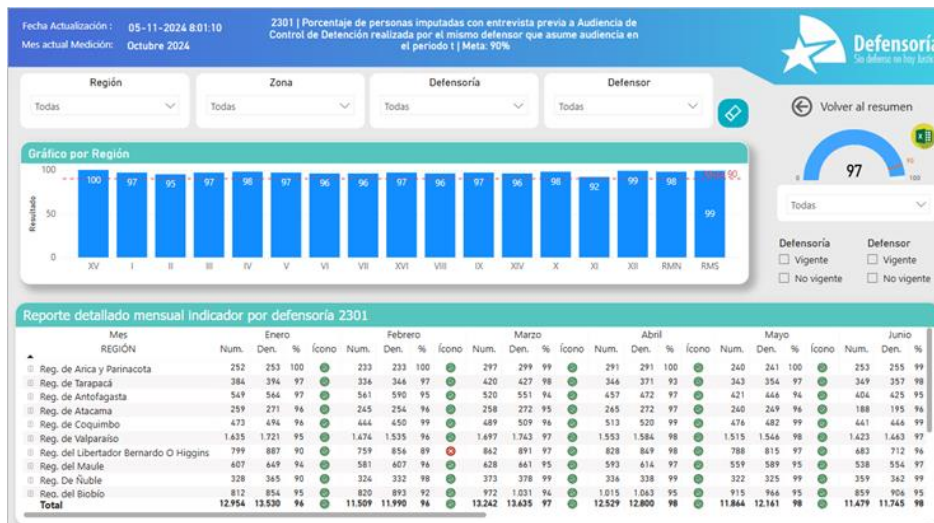 Fecha Actualización : 05-11-2024 8:01:10
Mes actual Medición: Octubre 2024
2301 | Porcentaje de personas imputadas con entrevista previa a Audiencia de
Control de Detención realizada por el mismo defensor que asume audiencia en
el periodo t | Meta: 90%
Defensoría
Sin defensa no hay Justicia
Región Zona Defensoría Defensor
Todas Todas Todas Todas
Volver al resumen
Gráfico por Región
97
0 90 100
Todas
Defensoría Defensor
Vigente Vigente
No vigente No vigente
Resultado
100
50
0
100 97 95 97 98 97 96 96 97 96 97 96 98 92 99 98 99
90
XV I II III IV V VI VII XVI VIII IX XIV X XI XII RMN RMS
Reporte detallado mensual indicador por defensoría 2301
Mes Enero Febrero Marzo Abril Mayo Junio
REGIÓN Num. Den. % Ícono Num. Den. % Ícono Num. Den. % Ícono Num. Den. % Ícono Num. Den. % Ícono Num. Den. %
Reg. de Arica y Parinacota 252 253 100 233 233 100 297 299 99 291 291 100 240 241 100 253 255 99
Reg. de Tarapacá 384 394 97 336 346 97 420 427 98 346 371 93 343 354 97 349 357 98
Reg. de Antofagasta 549 564 97 561 590 95 520 551 94 457 472 97 421 446 94 404 425 95
Reg. de Atacama 259 271 96 245 254 96 258 272 95 265 272 97 240 249 96 188 195 96
Reg. de Coquimbo 473 494 96 444 450 99 489 509 96 513 520 99 476 482 99 441 446 99
Reg. de Valparaíso 1.635 1.721 95 1.474 1.535 96 1.697 1.743 97 1.553 1.584 98 1.515 1.546 98 1.423 1.463 97
Reg. del Libertador Bernardo O Higgins 799 887 90 759 856 89 862 891 97 828 849 98 788 815 97 683 712 96
Reg. del Maule 607 649 94 581 607 96 628 661 95 593 614 97 559 589 95 538 554 97
Reg. De Ñuble 328 365 90 324 332 98 373 378 99 336 338 99 322 325 99 359 362 99
Reg. del Biobío 812 854 95 820 893 92 972 1.031 94 1.015 1.063 95 915 966 95 859 906 95
Total 12.954 13.530 96 11.509 11.990 96 13.242 13.635 97 12.529 12.800 98 11.864 12.161 98 11.479 11.745 98